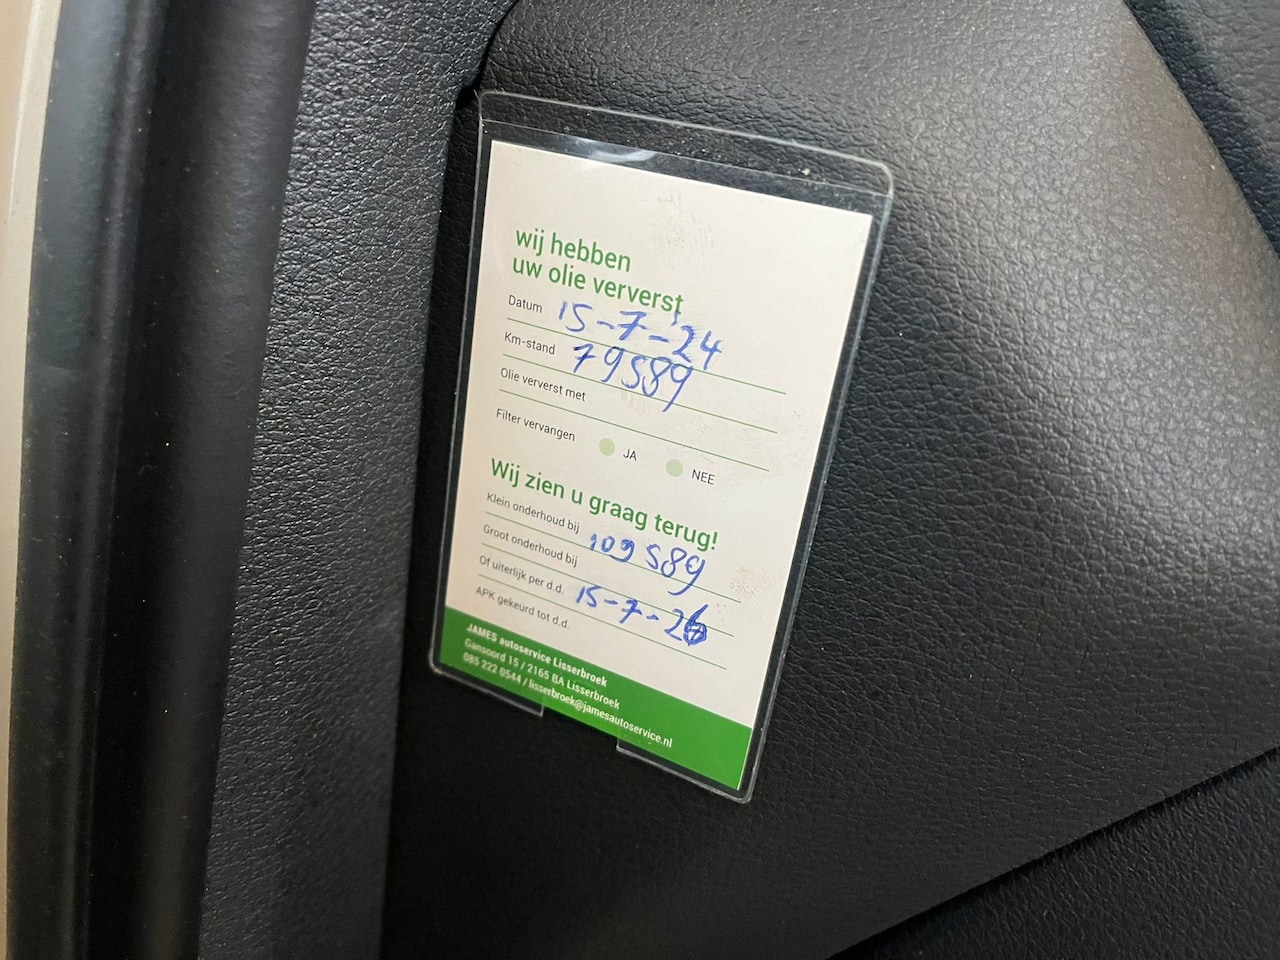 wij hebben
uw olie ververst
Datum 15-7-'24
Km-stand 79589
Olie ververst met
Filter vervangen JA NEE
Wij zien u graag terug!
Klein onderhoud bij
Groot onderhoud bij 109589
Of uiterlijk per d.d. 15-7-26
APK gekeurd tot d.d.
JAMES autoservice Lisserbroek
Gansoord 15 / 2165 BA Lisserbroek
085 222 0544 / lisserbroek@jamesautoservice.nl